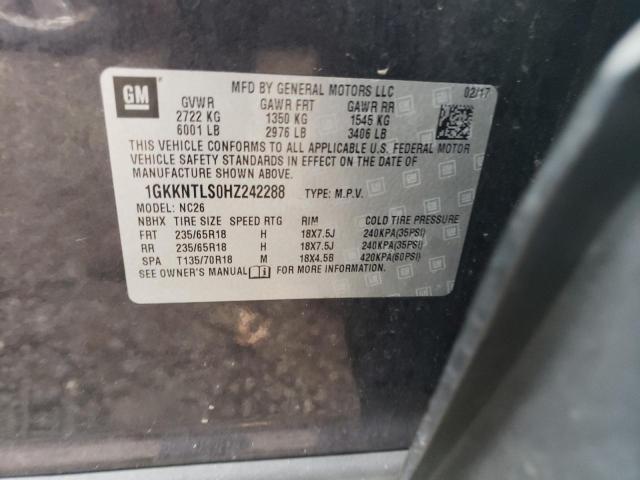 GM
MFD BY GENERAL MOTORS LLC 02/17
GVWR GAWR FRT GAWR RR
2722 KG 1350 KG 1545 KG
6001 LB 2976 LB 3406 LB
THIS VEHICLE CONFORMS TO ALL APPLICABLE U.S. FEDERAL MOTOR
VEHICLE SAFETY STANDARDS IN EFFECT ON THE DATE OF
MANUFACTURE SHOWN ABOVE.
1GKKNTLS0HZ242288 TYPE: M.P.V.
MODEL: NC26
NBHX TIRE SIZE SPEED RTG RIM COLD TIRE PRESSURE
FRT 235/65R18 H 18X7.5J 240KPA(35PSI)
RR 235/65R18 H 18X7.5J 240KPA(35PSI)
SPA T135/70R18 M 18X4.5B 420KPA(60PSI)
SEE OWNER'S MANUAL FOR MORE INFORMATION.